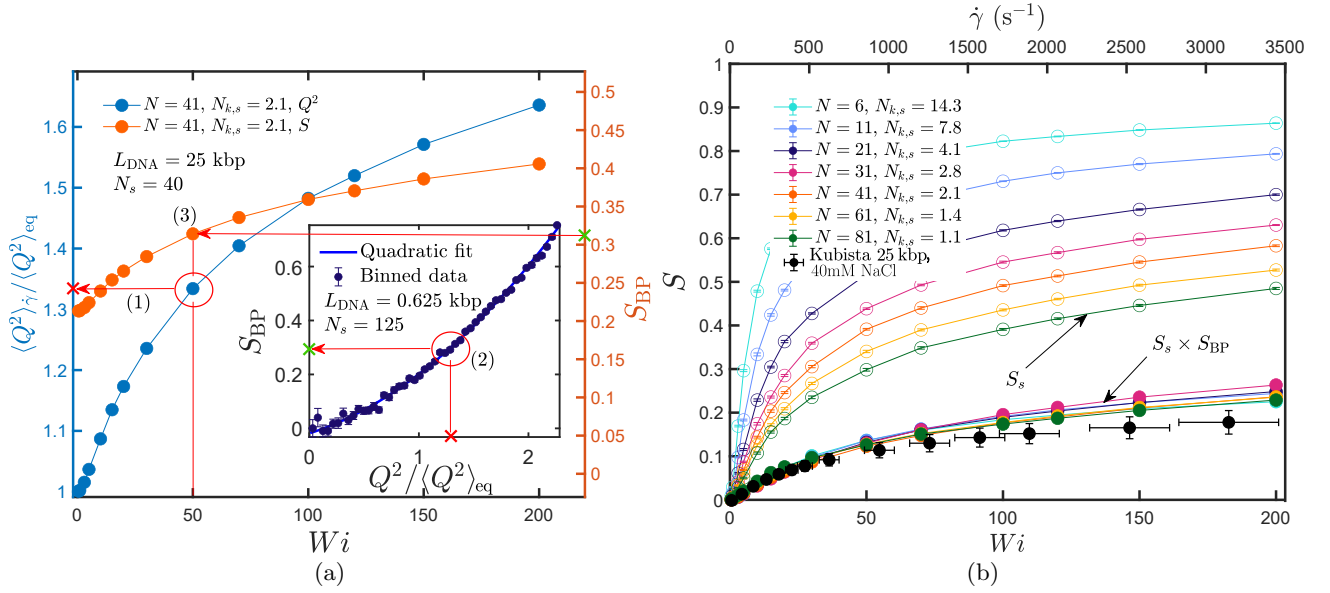 N = 41, N_{k,s} = 2.1, Q²
N = 41, N_{k,s} = 2.1, S
L_DNA = 25 kbp
N_s = 40
⟨Q²⟩_γ̇/⟨Q²⟩_eq
1
1.1
1.2
1.3
1.4
1.5
1.6
(1)
(3)
0
50
100
150
200
Wi
S_BP
0
0.05
0.1
0.15
0.2
0.25
0.3
0.35
0.4
0.45
0.5
Quadratic fit
Binned data
L_DNA = 0.625 kbp
N_s = 125
(2)
S_BP
0
0.2
0.4
0.6
0
1
2
Q²/⟨Q²⟩_eq
(a)
γ̇ (s⁻¹)
0
500
1000
1500
2000
2500
3000
3500
S
0
0.1
0.2
0.3
0.4
0.5
0.6
0.7
0.8
0.9
1
N = 6, N_{k,s} = 14.3
N = 11, N_{k,s} = 7.8
N = 21, N_{k,s} = 4.1
N = 31, N_{k,s} = 2.8
N = 41, N_{k,s} = 2.1
N = 61, N_{k,s} = 1.4
N = 81, N_{k,s} = 1.1
Kubista 25 kbp,
40mM NaCl
S_s
S_s × S_BP
0
50
100
150
200
Wi
(b)